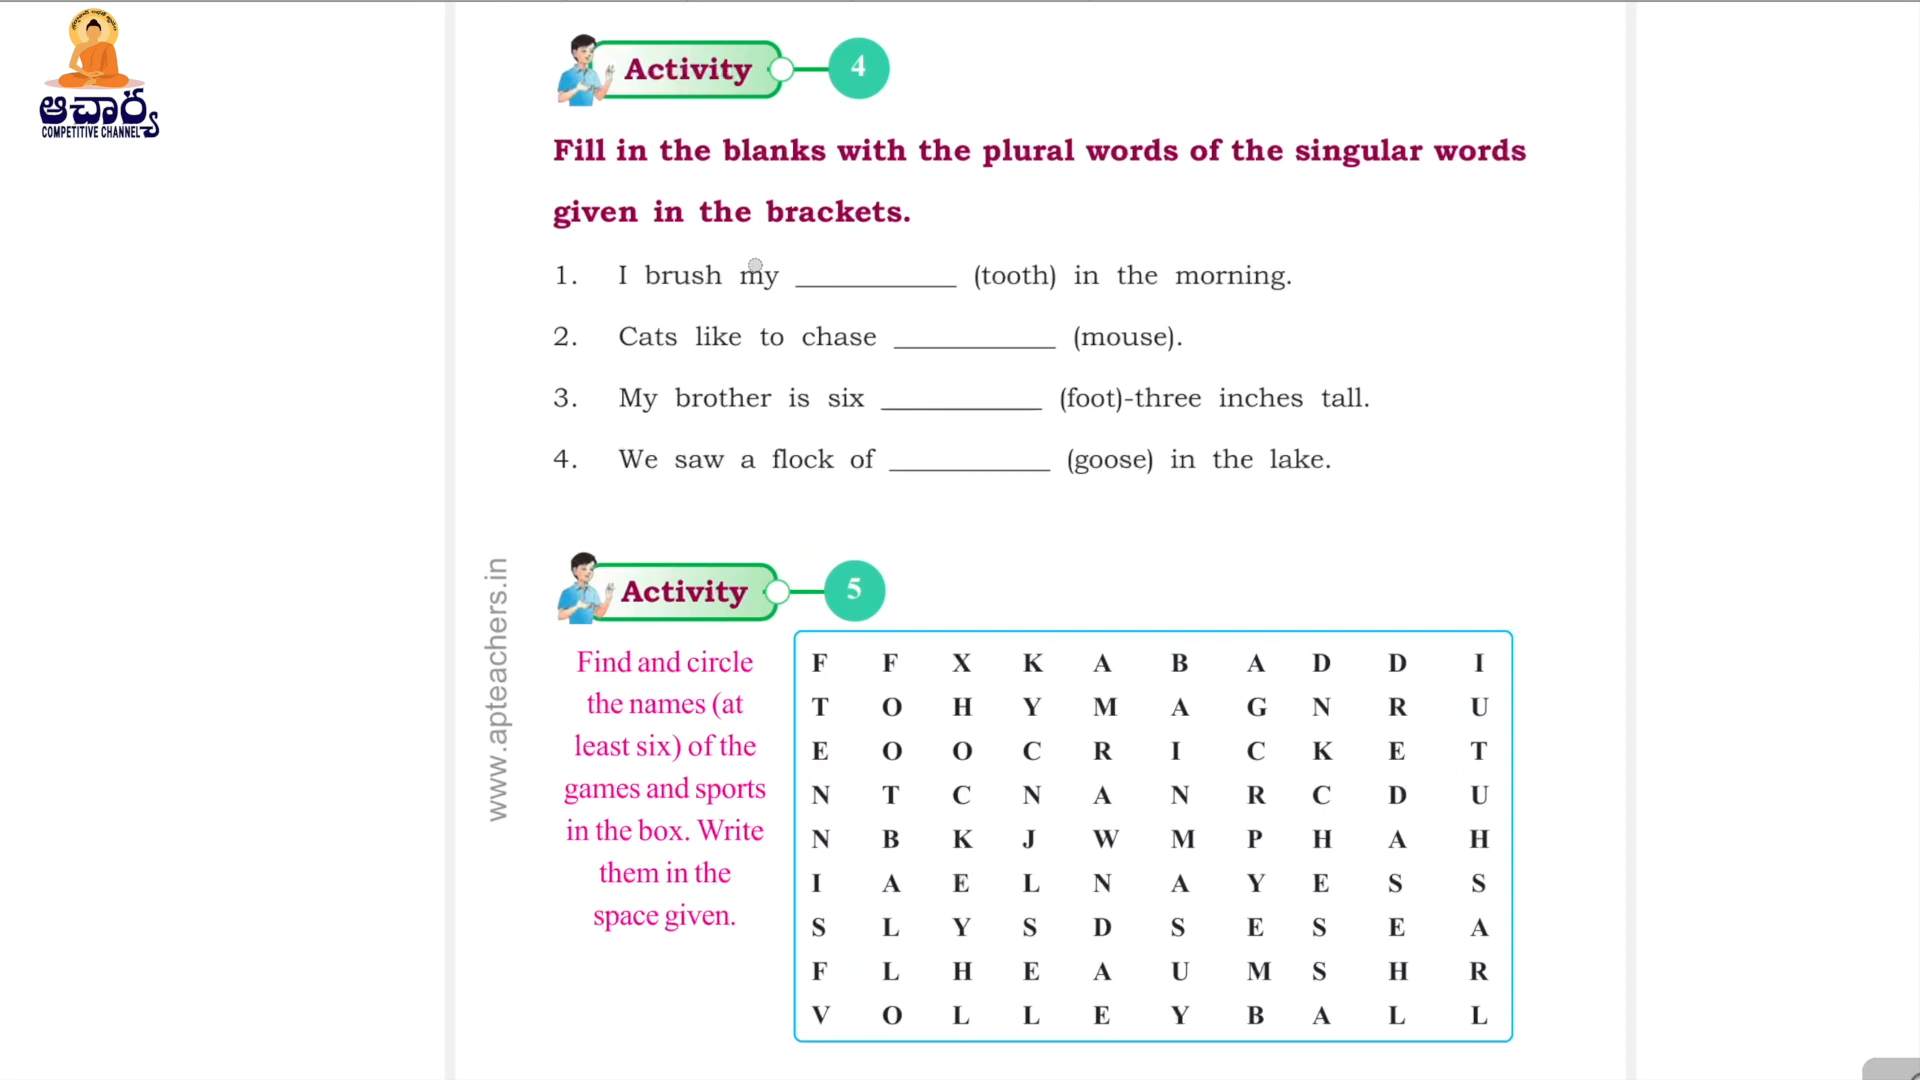 ఆచార్య
COMPETITIVE CHANNEL
Activity 4
Fill in the blanks with the plural words of the singular words
given in the brackets.
1. I brush my ____________ (tooth) in the morning.
2. Cats like to chase ____________ (mouse).
3. My brother is six ____________ (foot)-three inches tall.
4. We saw a flock of ____________ (goose) in the lake.
www.apteachers.in
Activity 5
Find and circle
the names (at
least six) of the
games and sports
in the box. Write
them in the
space given.
F F X K A B A D D I
T O H Y M A G N R U
E O O C R I C K E T
N T C N A N R C D U
N B K J W M P H A H
I A E L N A Y E S S
S L Y S D S E S E A
F L H E A U M S H R
V O L L E Y B A L L